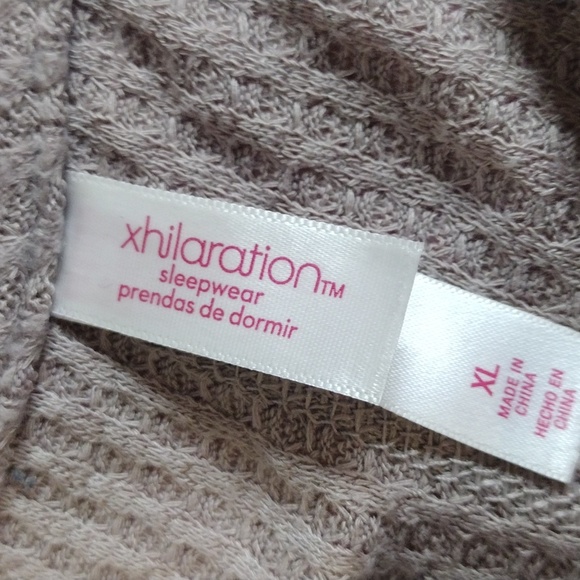 xhilaration™
sleepwear
prendas de dormir
XL
MADE IN
CHINA
HECHO EN
CHINA